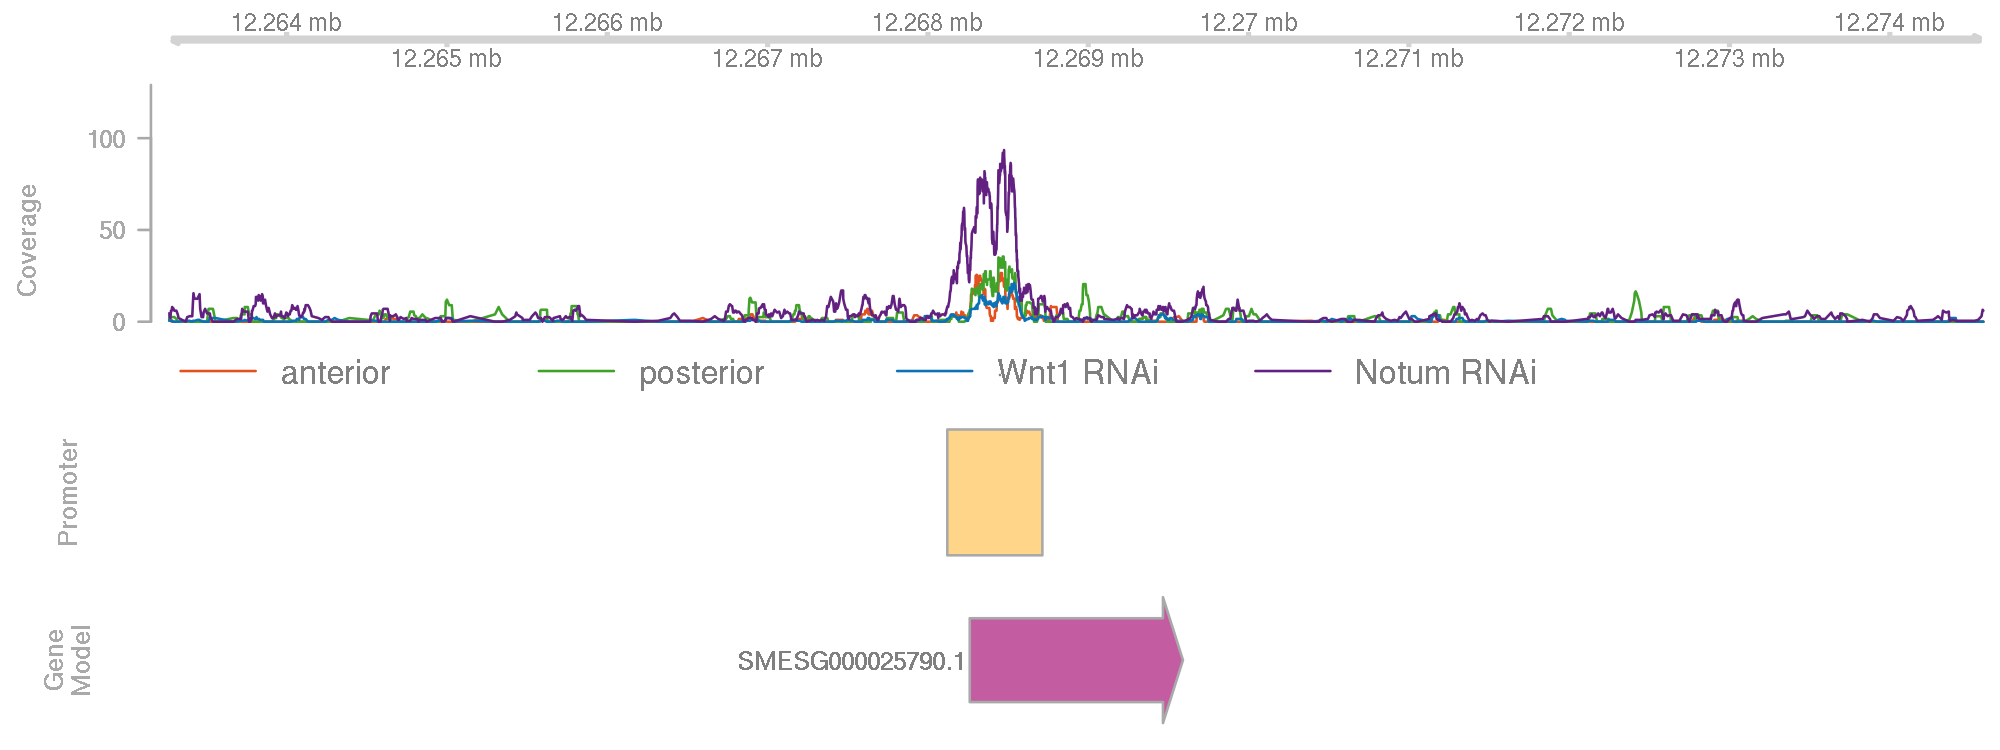 12.264 mb 12.266 mb 12.268 mb 12.27 mb 12.272 mb 12.274 mb
12.265 mb 12.267 mb 12.269 mb 12.271 mb 12.273 mb
Coverage
100
50
0
anterior posterior Wnt1 RNAi Notum RNAi
Promoter
Gene
Model
SMESG000025790.1